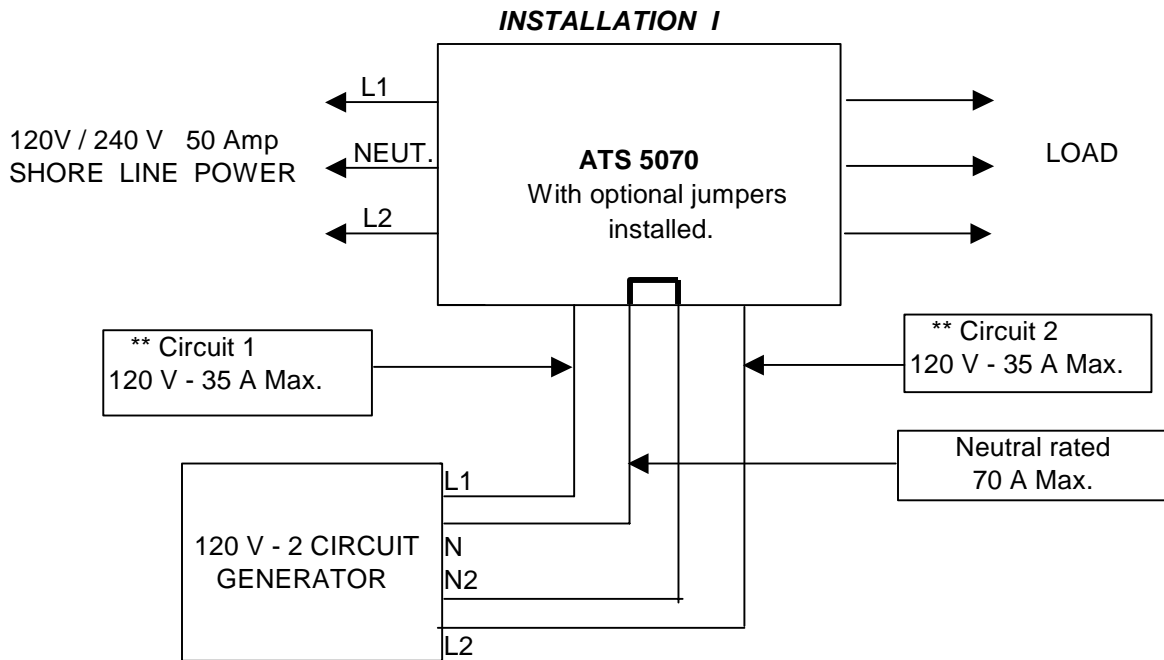 INSTALLATION I
L1
120V / 240 V 50 Amp
SHORE LINE POWER
NEUT.
L2
ATS 5070
With optional jumpers
installed.
LOAD
** Circuit 1
120 V - 35 A Max.
** Circuit 2
120 V - 35 A Max.
Neutral rated
70 A Max.
120 V - 2 CIRCUIT
GENERATOR
L1
N
N2
L2